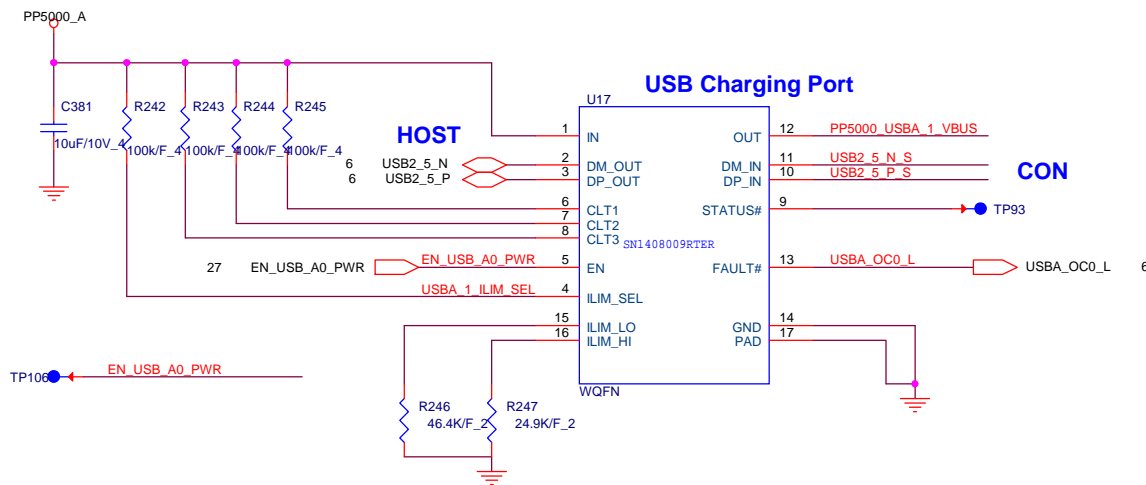 PP5000_A
USB Charging Port
C381
10uF/10V_4
R242
100k/F_4
R243
100k/F_4
R244
100k/F_4
R245
100k/F_4
U17
HOST
1
IN
OUT
12
PP5000_USBA_1_VBUS
6
USB2_5_N
2
DM_OUT
DM_IN
11
USB2_5_N_S
6
USB2_5_P
3
DP_OUT
DP_IN
10
USB2_5_P_S
CON
6
CLT1
STATUS#
9
TP93
7
CLT2
8
CLT3
SN1408009RTER
27
EN_USB_A0_PWR
EN_USB_A0_PWR
5
EN
FAULT#
13
USBA_OC0_L
USBA_OC0_L
6
USBA_1_ILIM_SEL
4
ILIM_SEL
15
ILIM_LO
GND
14
16
ILIM_HI
PAD
17
TP106
EN_USB_A0_PWR
WQFN
R246
46.4K/F_2
R247
24.9K/F_2